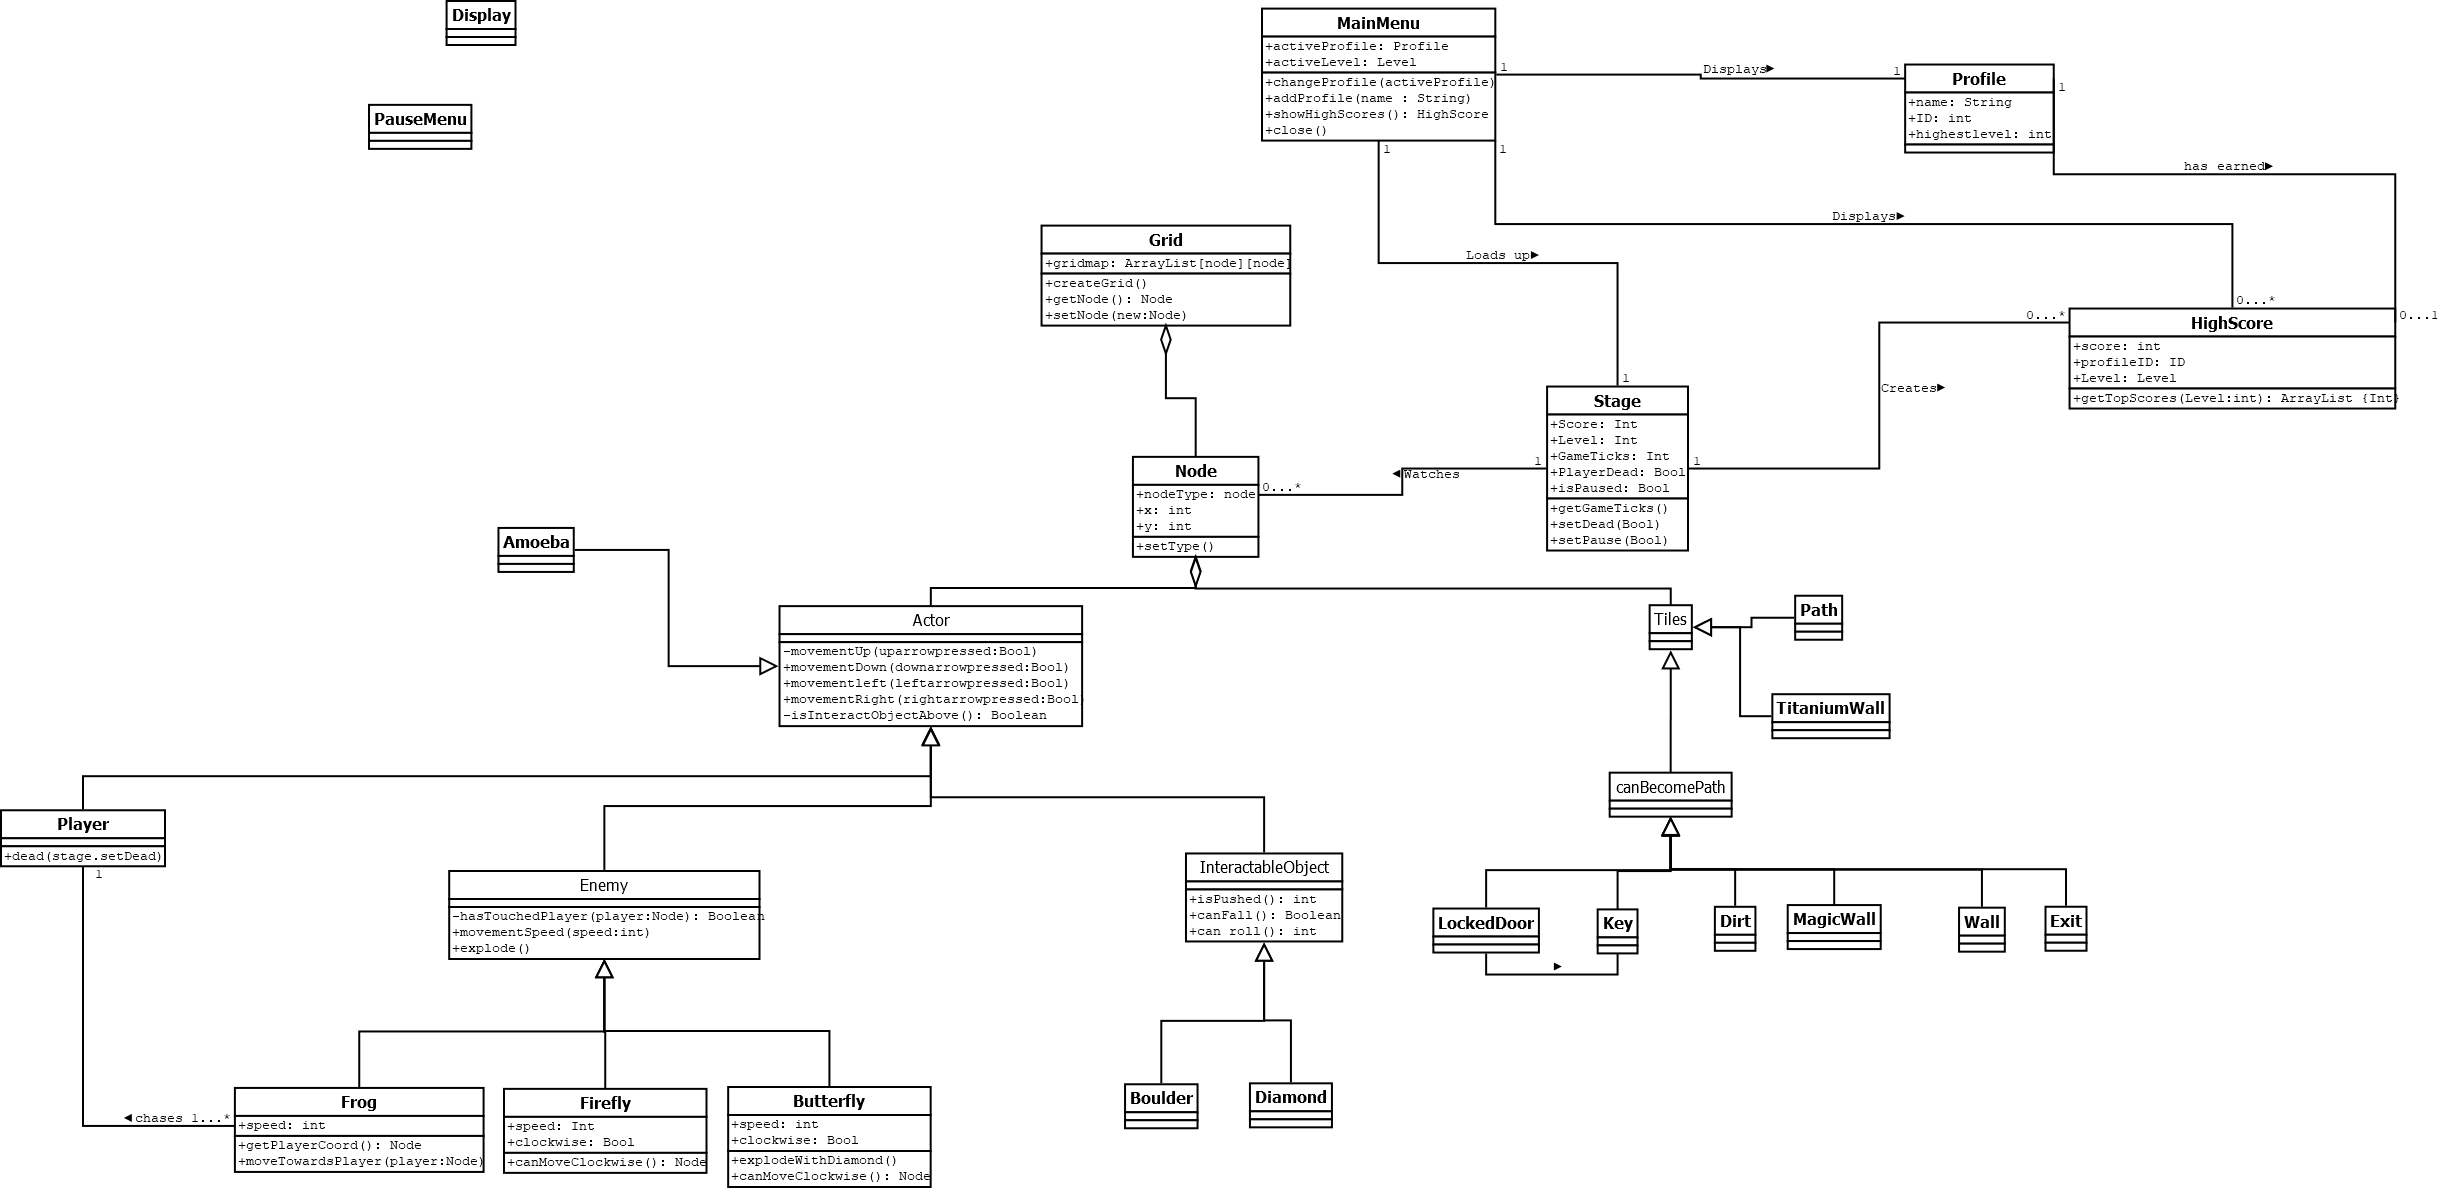 Display
PauseMenu
MainMenu
+activeProfile: Profile
+activeLevel: Level
+changeProfile(activeProfile)
+addProfile(name : String)
+showHighScores(): HighScore
+close()
1
Displays►
1
Profile
+name: String
+ID: int
+highestlevel: int
1
has earned►
1
1
Displays►
Loads up►
Grid
+gridmap: ArrayList[node][node]
+createGrid()
+getNode(): Node
+setNode(new:Node)
0...*
0...*
0...1
HighScore
+score: int
+profileID: ID
+Level: Level
+getTopScores(Level:int): ArrayList {Int}
1
Creates►
Stage
+Score: Int
+Level: Int
+GameTicks: Int
+PlayerDead: Bool
+isPaused: Bool
+getGameTicks()
+setDead(Bool)
+setPause(Bool)
1
1
◄Watches
0...*
Node
+nodeType: node
+x: int
+y: int
+setType()
Amoeba
Actor
-movementUp(uparrowpressed:Bool)
+movementDown(downarrowpressed:Bool)
+movementleft(leftarrowpressed:Bool)
+movementRight(rightarrowpressed:Bool)
-isInteractObjectAbove(): Boolean
Tiles
Path
TitaniumWall
canBecomePath
Player
+dead(stage.setDead)
1
Enemy
-hasTouchedPlayer(player:Node): Boolean
+movementSpeed(speed:int)
+explode()
InteractableObject
+isPushed(): int
+canFall(): Boolean
+can roll(): int
LockedDoor
Key
Dirt
MagicWall
Wall
Exit
►
◄chases 1...*
Frog
+speed: int
+getPlayerCoord(): Node
+moveTowardsPlayer(player:Node)
Firefly
+speed: Int
+clockwise: Bool
+canMoveClockwise(): Node
Butterfly
+speed: int
+clockwise: Bool
+explodeWithDiamond()
+canMoveClockwise(): Node
Boulder
Diamond